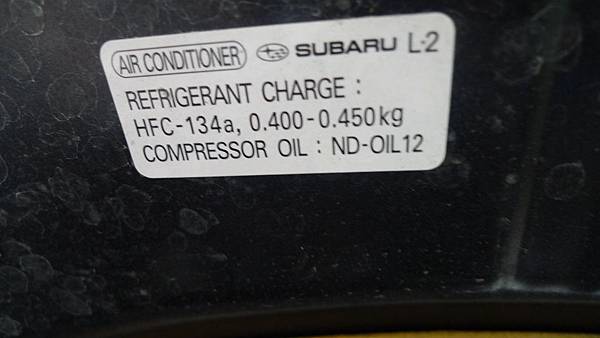 AIR CONDITIONER SUBARU L-2
REFRIGERANT CHARGE :
HFC-134a, 0.400-0.450kg
COMPRESSOR OIL : ND-OIL12